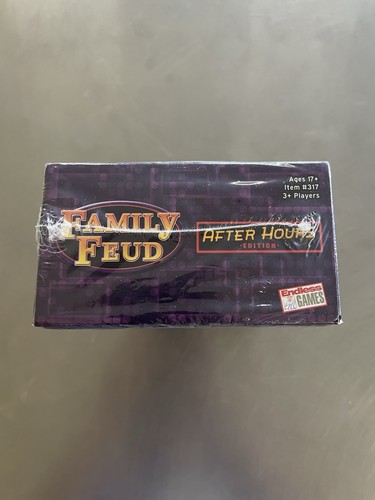 Ages 17+
Item #317
3+ Players
FAMILY
FEUD
AFTER HOURS
·EDITION·
Endless
GAMES